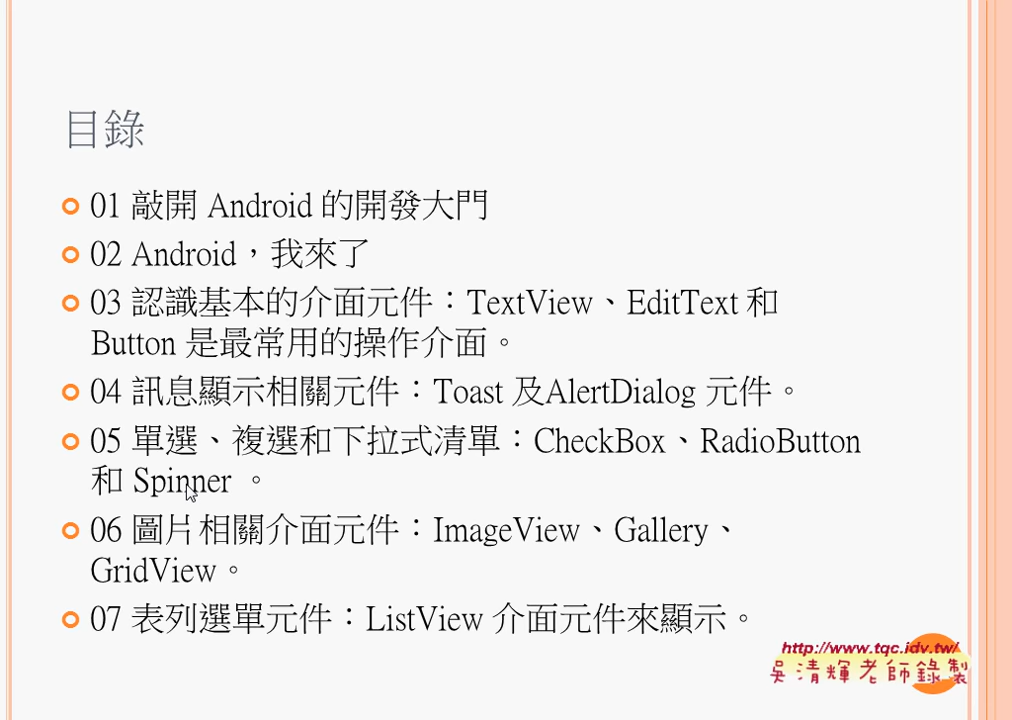 目錄
01 敲開 Android 的開發大門
02 Android，我來了
03 認識基本的介面元件：TextView、EditText 和
Button 是最常用的操作介面。
04 訊息顯示相關元件：Toast 及AlertDialog 元件。
05 單選、複選和下拉式清單：CheckBox、RadioButton
和 Spinner 。
06 圖片相關介面元件：ImageView、Gallery、
GridView。
07 表列選單元件：ListView 介面元件來顯示。
http://www.tqc.idv.tw/
吳清輝老師錄製